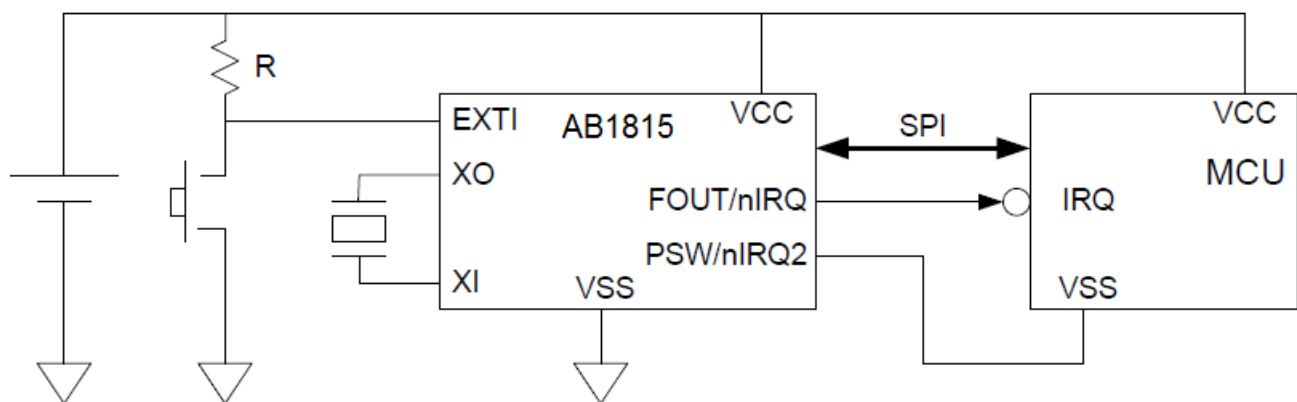 R
EXTI
AB1815
VCC
SPI
VCC
XO
MCU
FOUT/nIRQ
IRQ
PSW/nIRQ2
XI
VSS
VSS